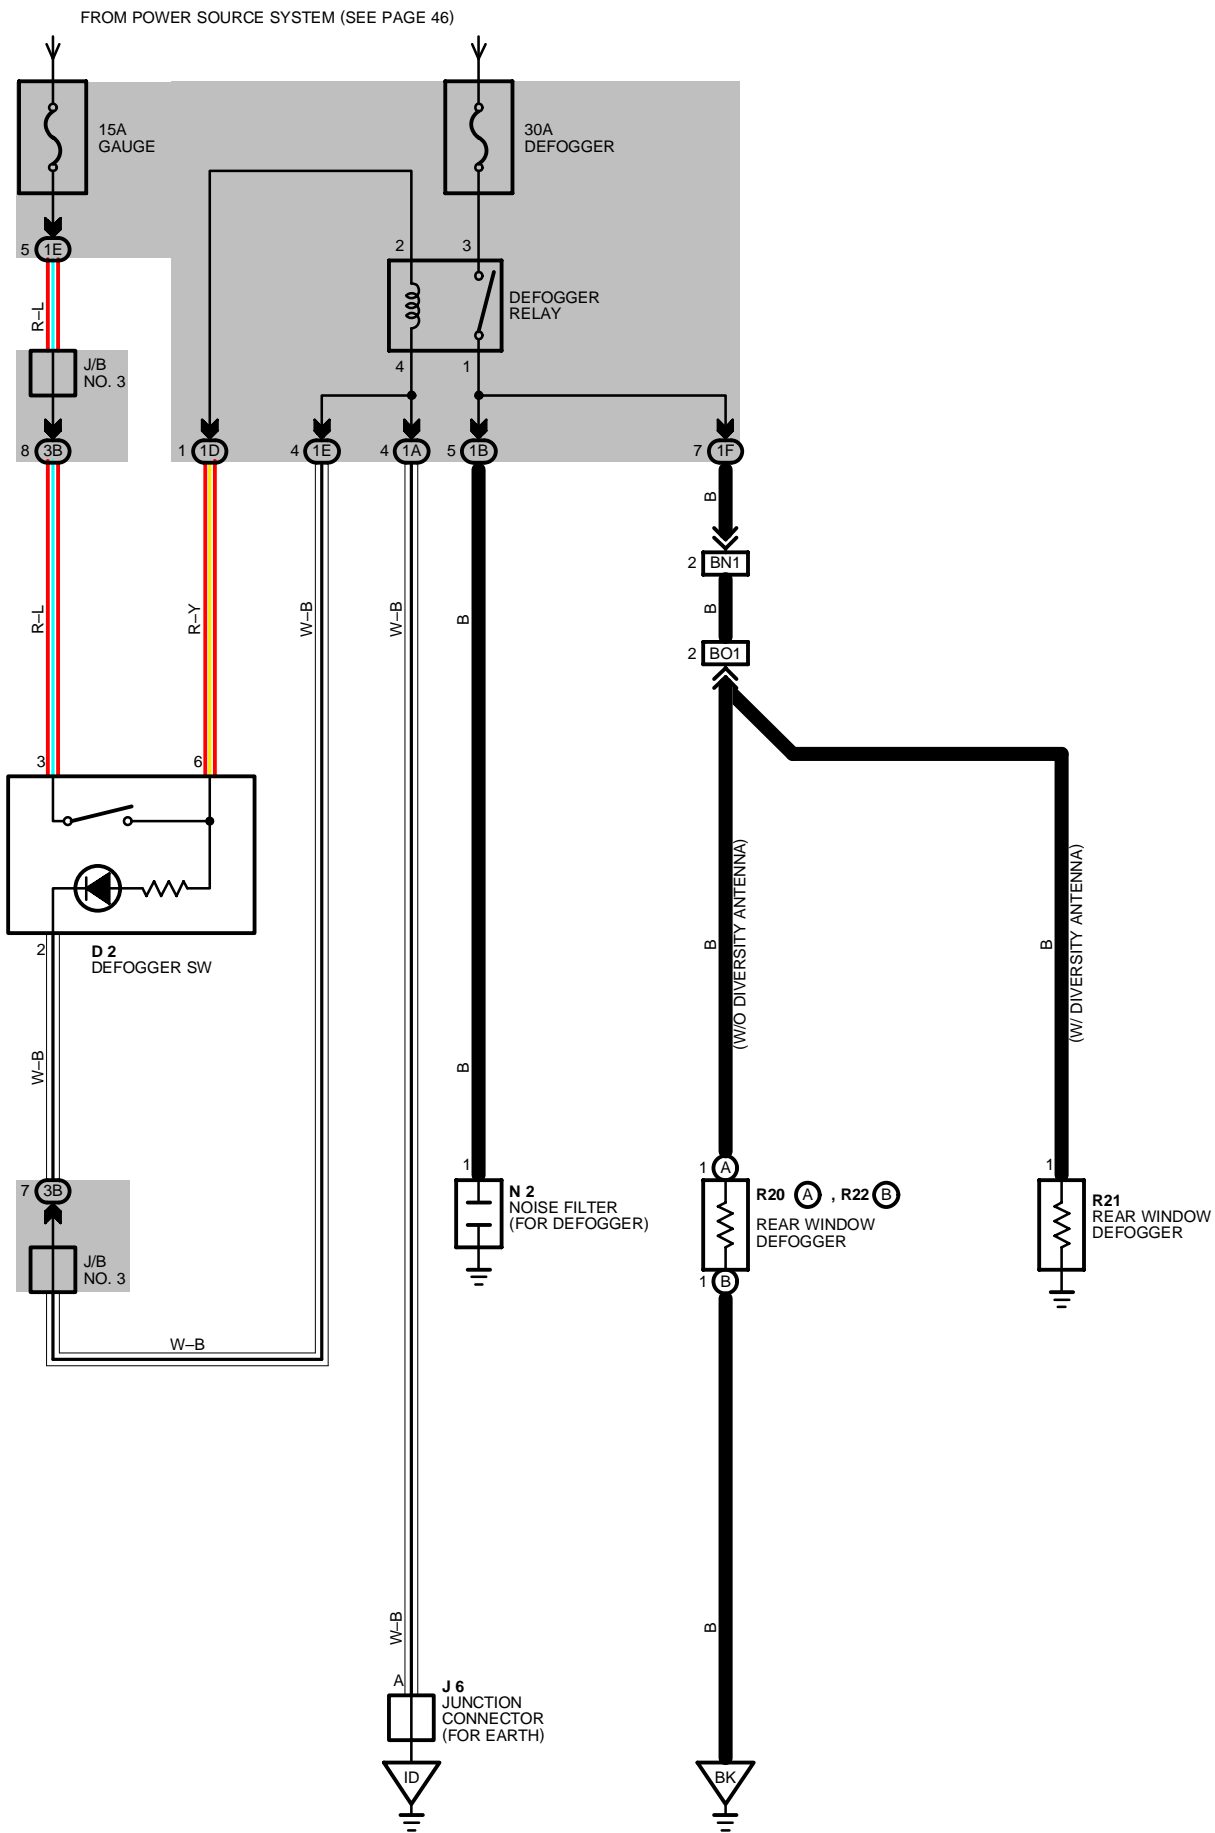 FROM POWER SOURCE SYSTEM (SEE PAGE 46)
15A
GAUGE
30A
DEFOGGER
5 1E
2
3
DEFOGGER
RELAY
4
1
R–L
J/B
NO. 3
8 3B
1 1D
4 1E
4 1A
5 1B
7 1F
B
2 BN1
B
2 BO1
R–L
R–Y
W–B
W–B
B
3
6
2
D 2
DEFOGGER SW
B
(W/O DIVERSITY ANTENNA)
B
(W/ DIVERSITY ANTENNA)
W–B
B
7 3B
J/B
NO. 3
W–B
1
N 2
NOISE FILTER
(FOR DEFOGGER)
1 A
R20 A , R22 B
REAR WINDOW
DEFOGGER
1 B
1
R21
REAR WINDOW
DEFOGGER
W–B
B
A
J 6
JUNCTION
CONNECTOR
(FOR EARTH)
ID
BK